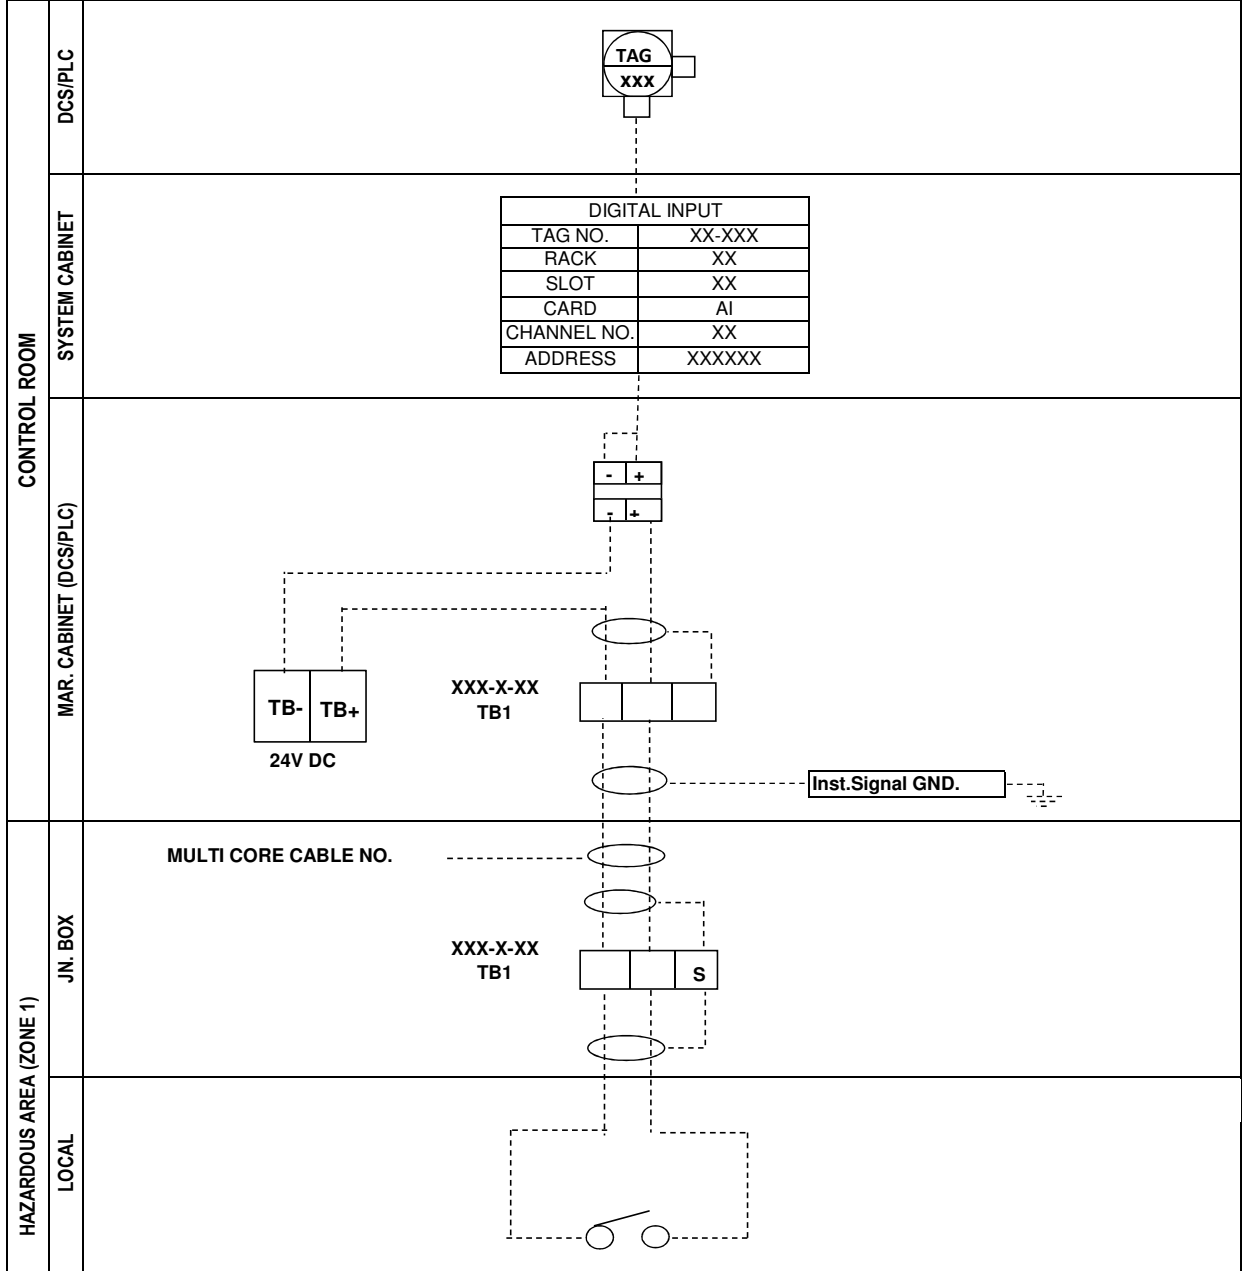 CONTROL ROOM
DCS/PLC
TAG
XXX
SYSTEM CABINET
DIGITAL INPUT
TAG NO. XX-XXX
RACK XX
SLOT XX
CARD AI
CHANNEL NO. XX
ADDRESS XXXXXX
MAR. CABINET (DCS/PLC)
- +
- +
TB- TB+
24V DC
XXX-X-XX
TB1
Inst.Signal GND.
HAZARDOUS AREA (ZONE 1)
JN. BOX
MULTI CORE CABLE NO.
XXX-X-XX
TB1
S
LOCAL